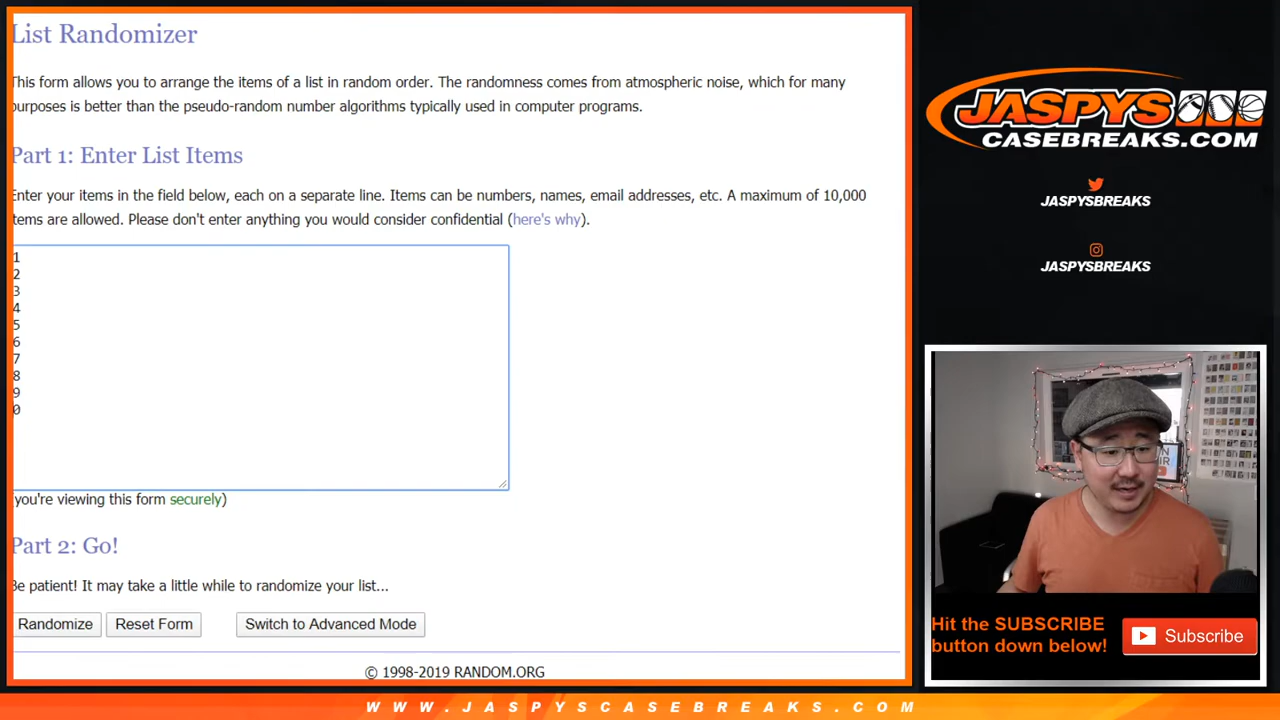 List Randomizer
This form allows you to arrange the items of a list in random order. The randomness comes from atmospheric noise, which for many
purposes is better than the pseudo-random number algorithms typically used in computer programs.
Part 1: Enter List Items
Enter your items in the field below, each on a separate line. Items can be numbers, names, email addresses, etc. A maximum of 10,000
items are allowed. Please don't enter anything you would consider confidential (here's why).
1
2
3
4
5
6
7
8
9
0
you're viewing this form securely)
Part 2: Go!
Be patient! It may take a little while to randomize your list...
Randomize Reset Form Switch to Advanced Mode
© 1998-2019 RANDOM.ORG
JASPYS
CASEBREAKS.COM
JASPYSBREAKS
JASPYSBREAKS
Hit the SUBSCRIBE
button down below!
Subscribe
WWW.JASPYSCASEBREAKS.COM